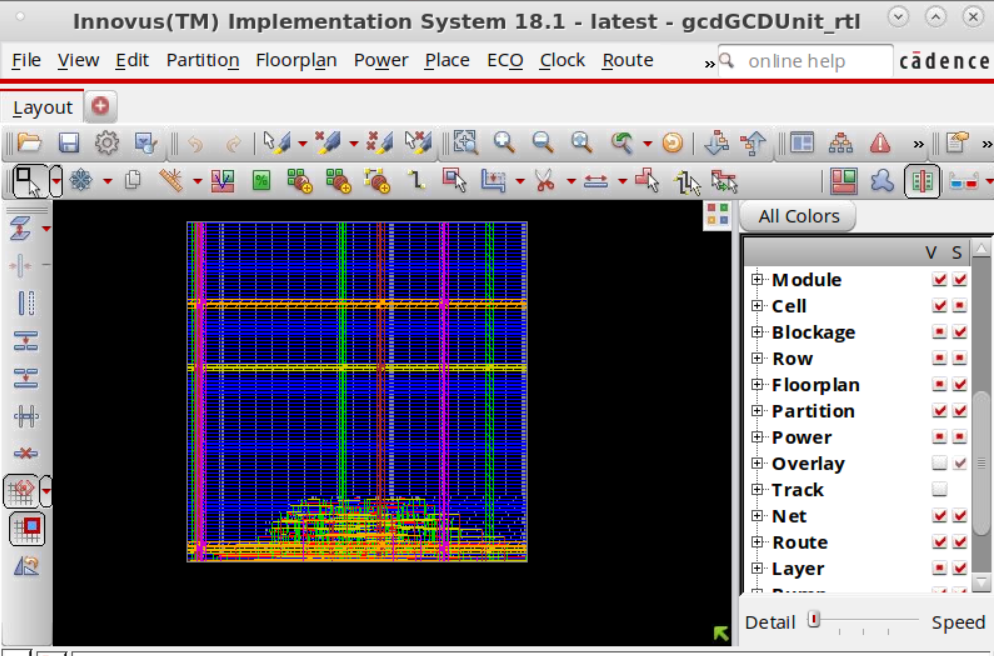 Innovus(TM) Implementation System 18.1 - latest - gcdGCDUnit_rtl
File View Edit Partition Floorplan Power Place ECO Clock Route » online help cādence
Layout
»
»
All Colors
V S
Module
Cell
Blockage
Row
Floorplan
Partition
Power
Overlay
Track
Net
Route
Layer
Detail Speed